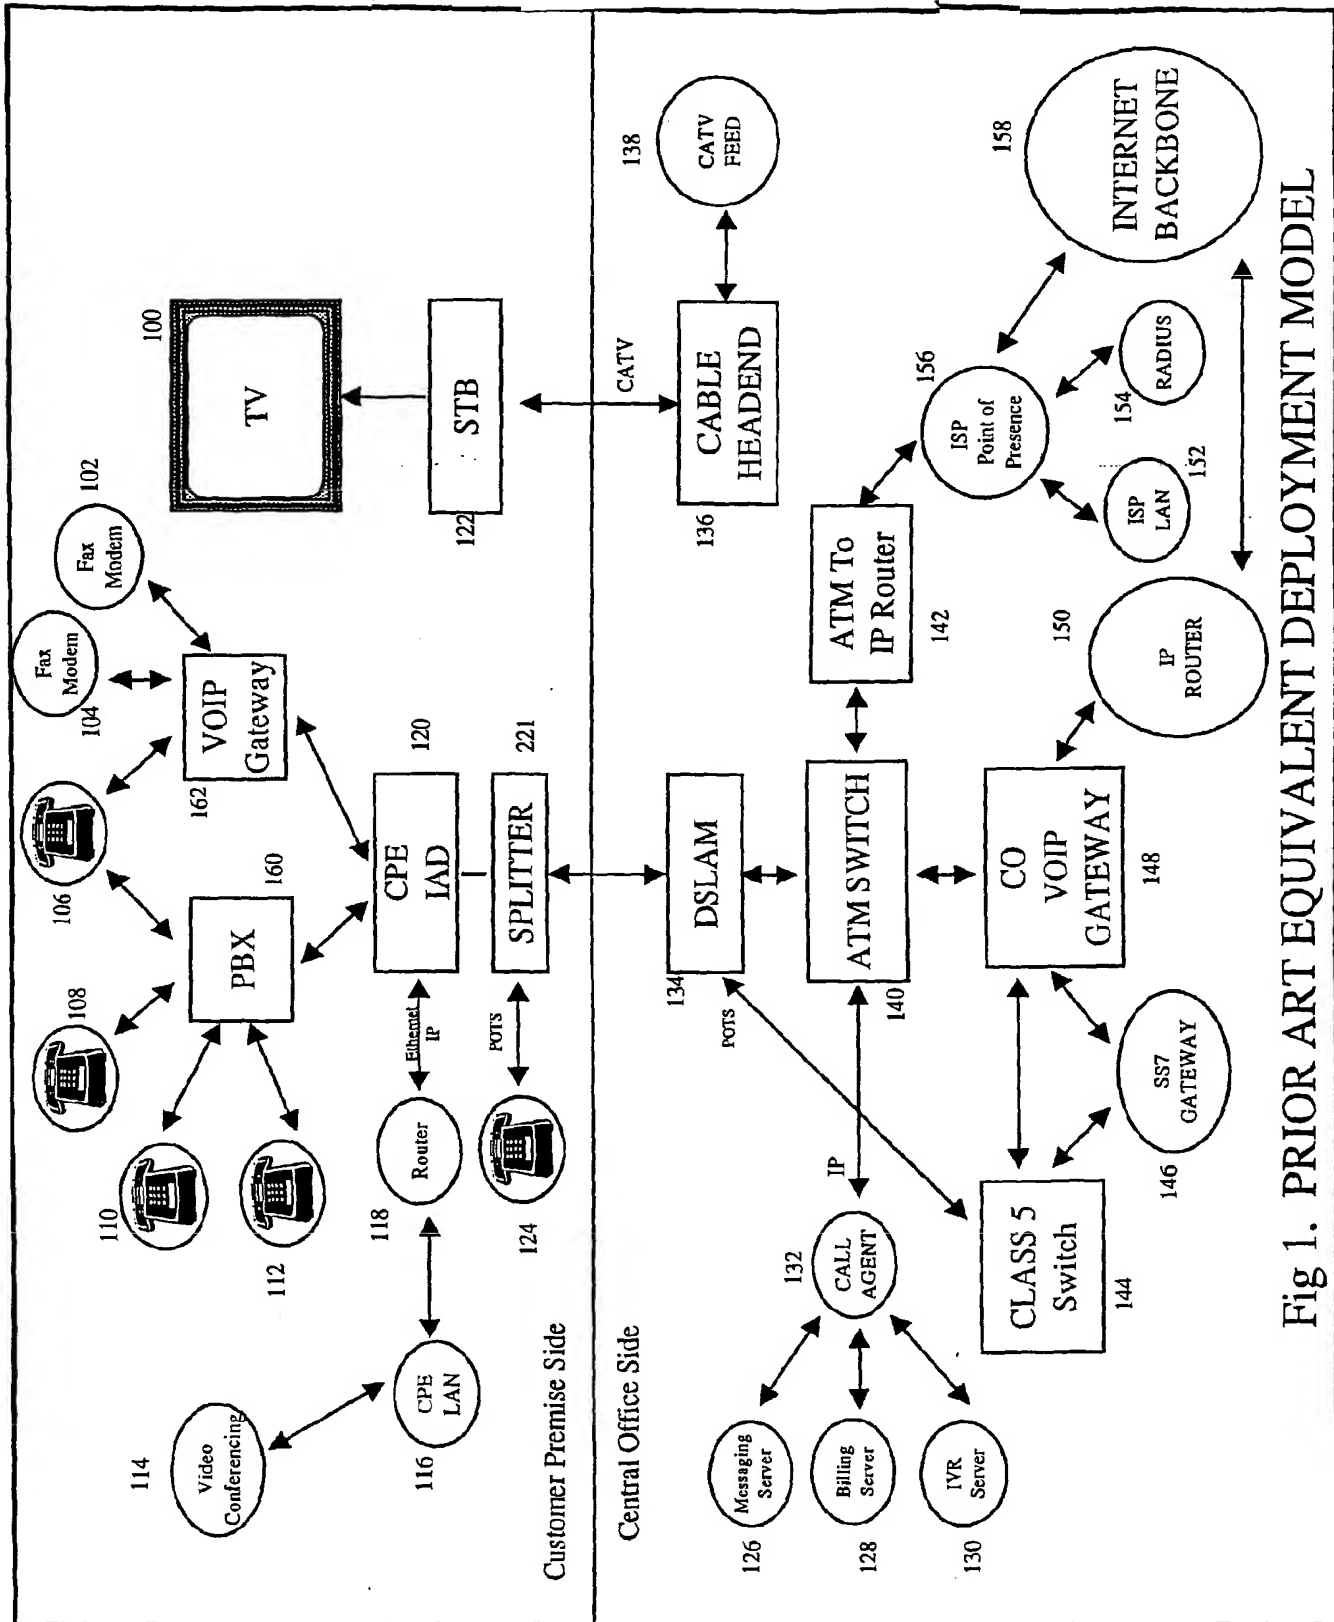 114
Video
Conferencing
110
112
108
106
104
Fax
Modem
102
Fax
Modem
PBX
160
162
VOIP
Gateway
100
TV
116
CPE
LAN
118
Router
Ethernet
IP
CPE
IAD
120
122
STB
124
POTS
SPLITTER
221
Customer Premise Side
Central Office Side
CATV
134
POTS
DSLAM
136
CABLE
HEADEND
138
CATV
FEED
126
Messaging
Server
128
Billing
Server
130
IVR
Server
132
CALL
AGENT
IP
140
ATM SWITCH
ATM To
IP Router
142
156
ISP
Point of
Presence
158
INTERNET
BACKBONE
CLASS 5
Switch
144
146
SS7
GATEWAY
CO
VOIP
GATEWAY
148
150
IP
ROUTER
ISP
LAN
152
154
RADIUS
Fig 1. PRIOR ART EQUIVALENT DEPLOYMENT MODEL